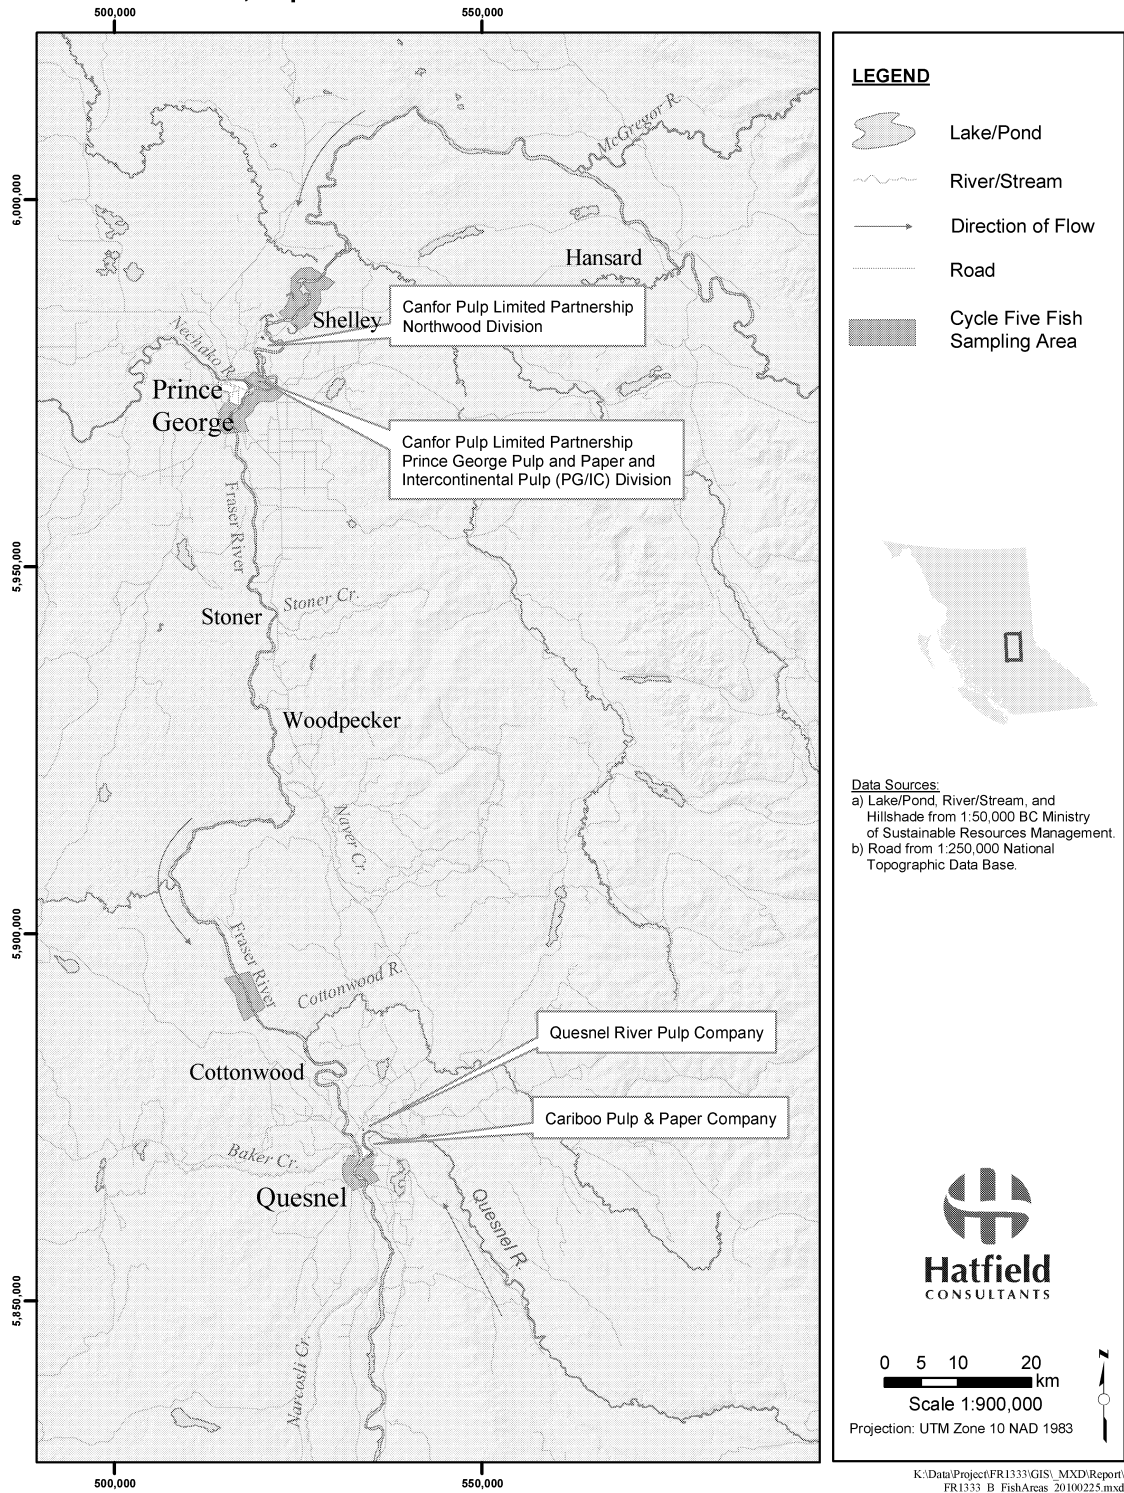 500,000
550,000
McGregor R.
6,000,000
Hansard
Canfor Pulp Limited Partnership
Northwood Division
Shelley
Nechako R.
Prince
George
Canfor Pulp Limited Partnership
Prince George Pulp and Paper and
Intercontental Pulp (PG/IC) Division
Fraser River
5,950,000
Stoner Cr.
Stoner
Woodpecker
Naver Cr.
5,900,000
Fraser River
Cottonwood R.
Quesnel River Pulp Company
Cottonwood
Cariboo Pulp & Paper Company
Baker Cr.
Quesnel
Quesnel R.
5,850,000
Narcosli Cr.
500,000
550,000
LEGEND
Lake/Pond
River/Stream
Direction of Flow
Road
Cycle Five Fish
Sampling Area
Data Sources:
a) Lake/Pond, River/Stream, and
Hillshade from 1:50,000 BC Ministry
of Sustainable Resources Management.
b) Road from 1:250,000 National
Topographic Data Base.
Hatfield
CONSULTANTS
0 5 10 20
km
Scale 1:900,000
Projection: UTM Zone 10 NAD 1983
N
K:\Data\Project\FR1333\GIS\_MXD\Report\
FR1333_B_FishAreas_20100225.mxd